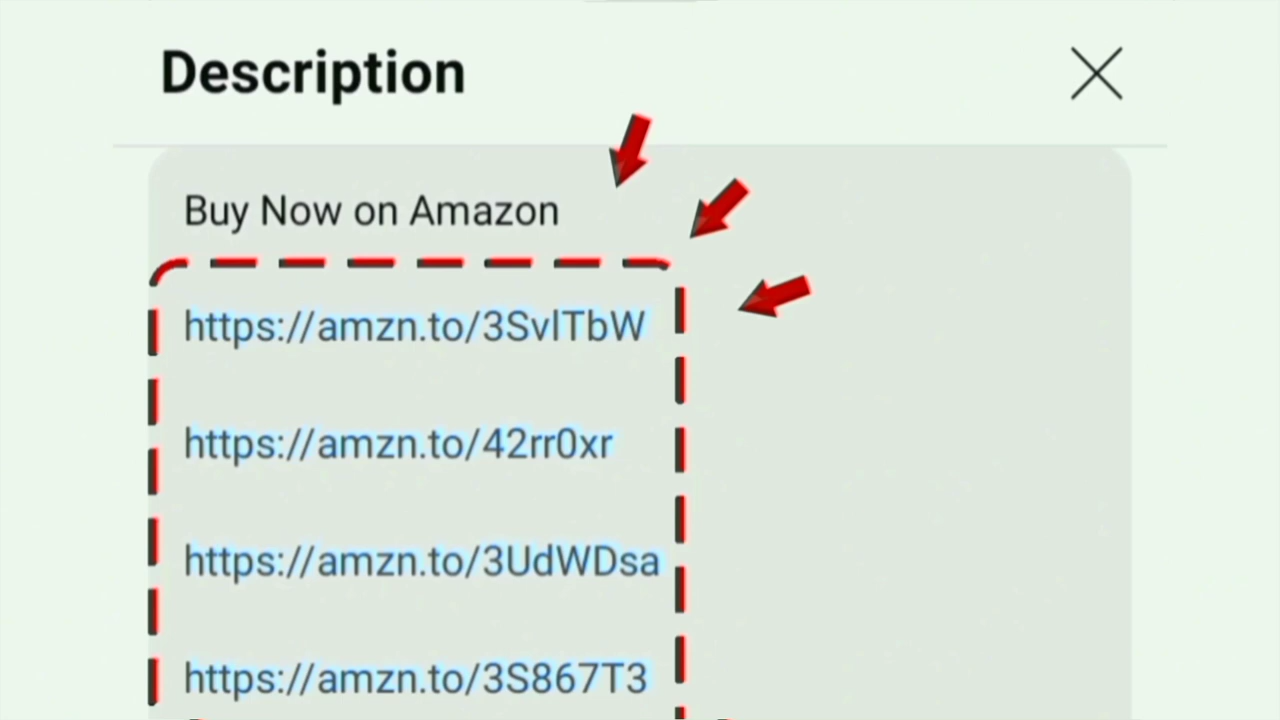 Description
Buy Now on Amazon
https://amzn.to/3SvlTbW
https://amzn.to/42rr0xr
https://amzn.to/3UdWDsa
https://amzn.to/3S867T3